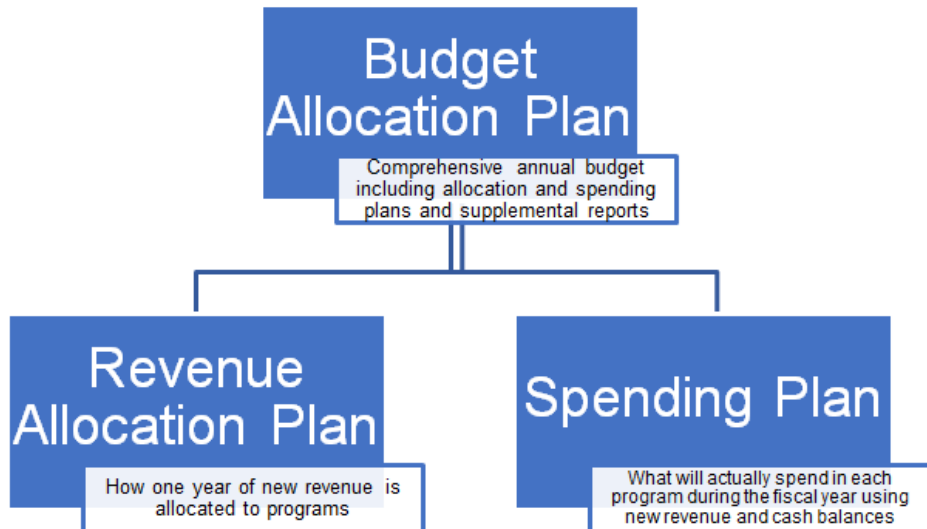 Budget
Allocation Plan
Comprehensive annual budget
including allocation and spending
plans and supplemental reports
Revenue
Allocation Plan
How one year of new revenue is
allocated to programs
Spending Plan
What will actually spend in each
program during the fiscal year using
new revenue and cash balances